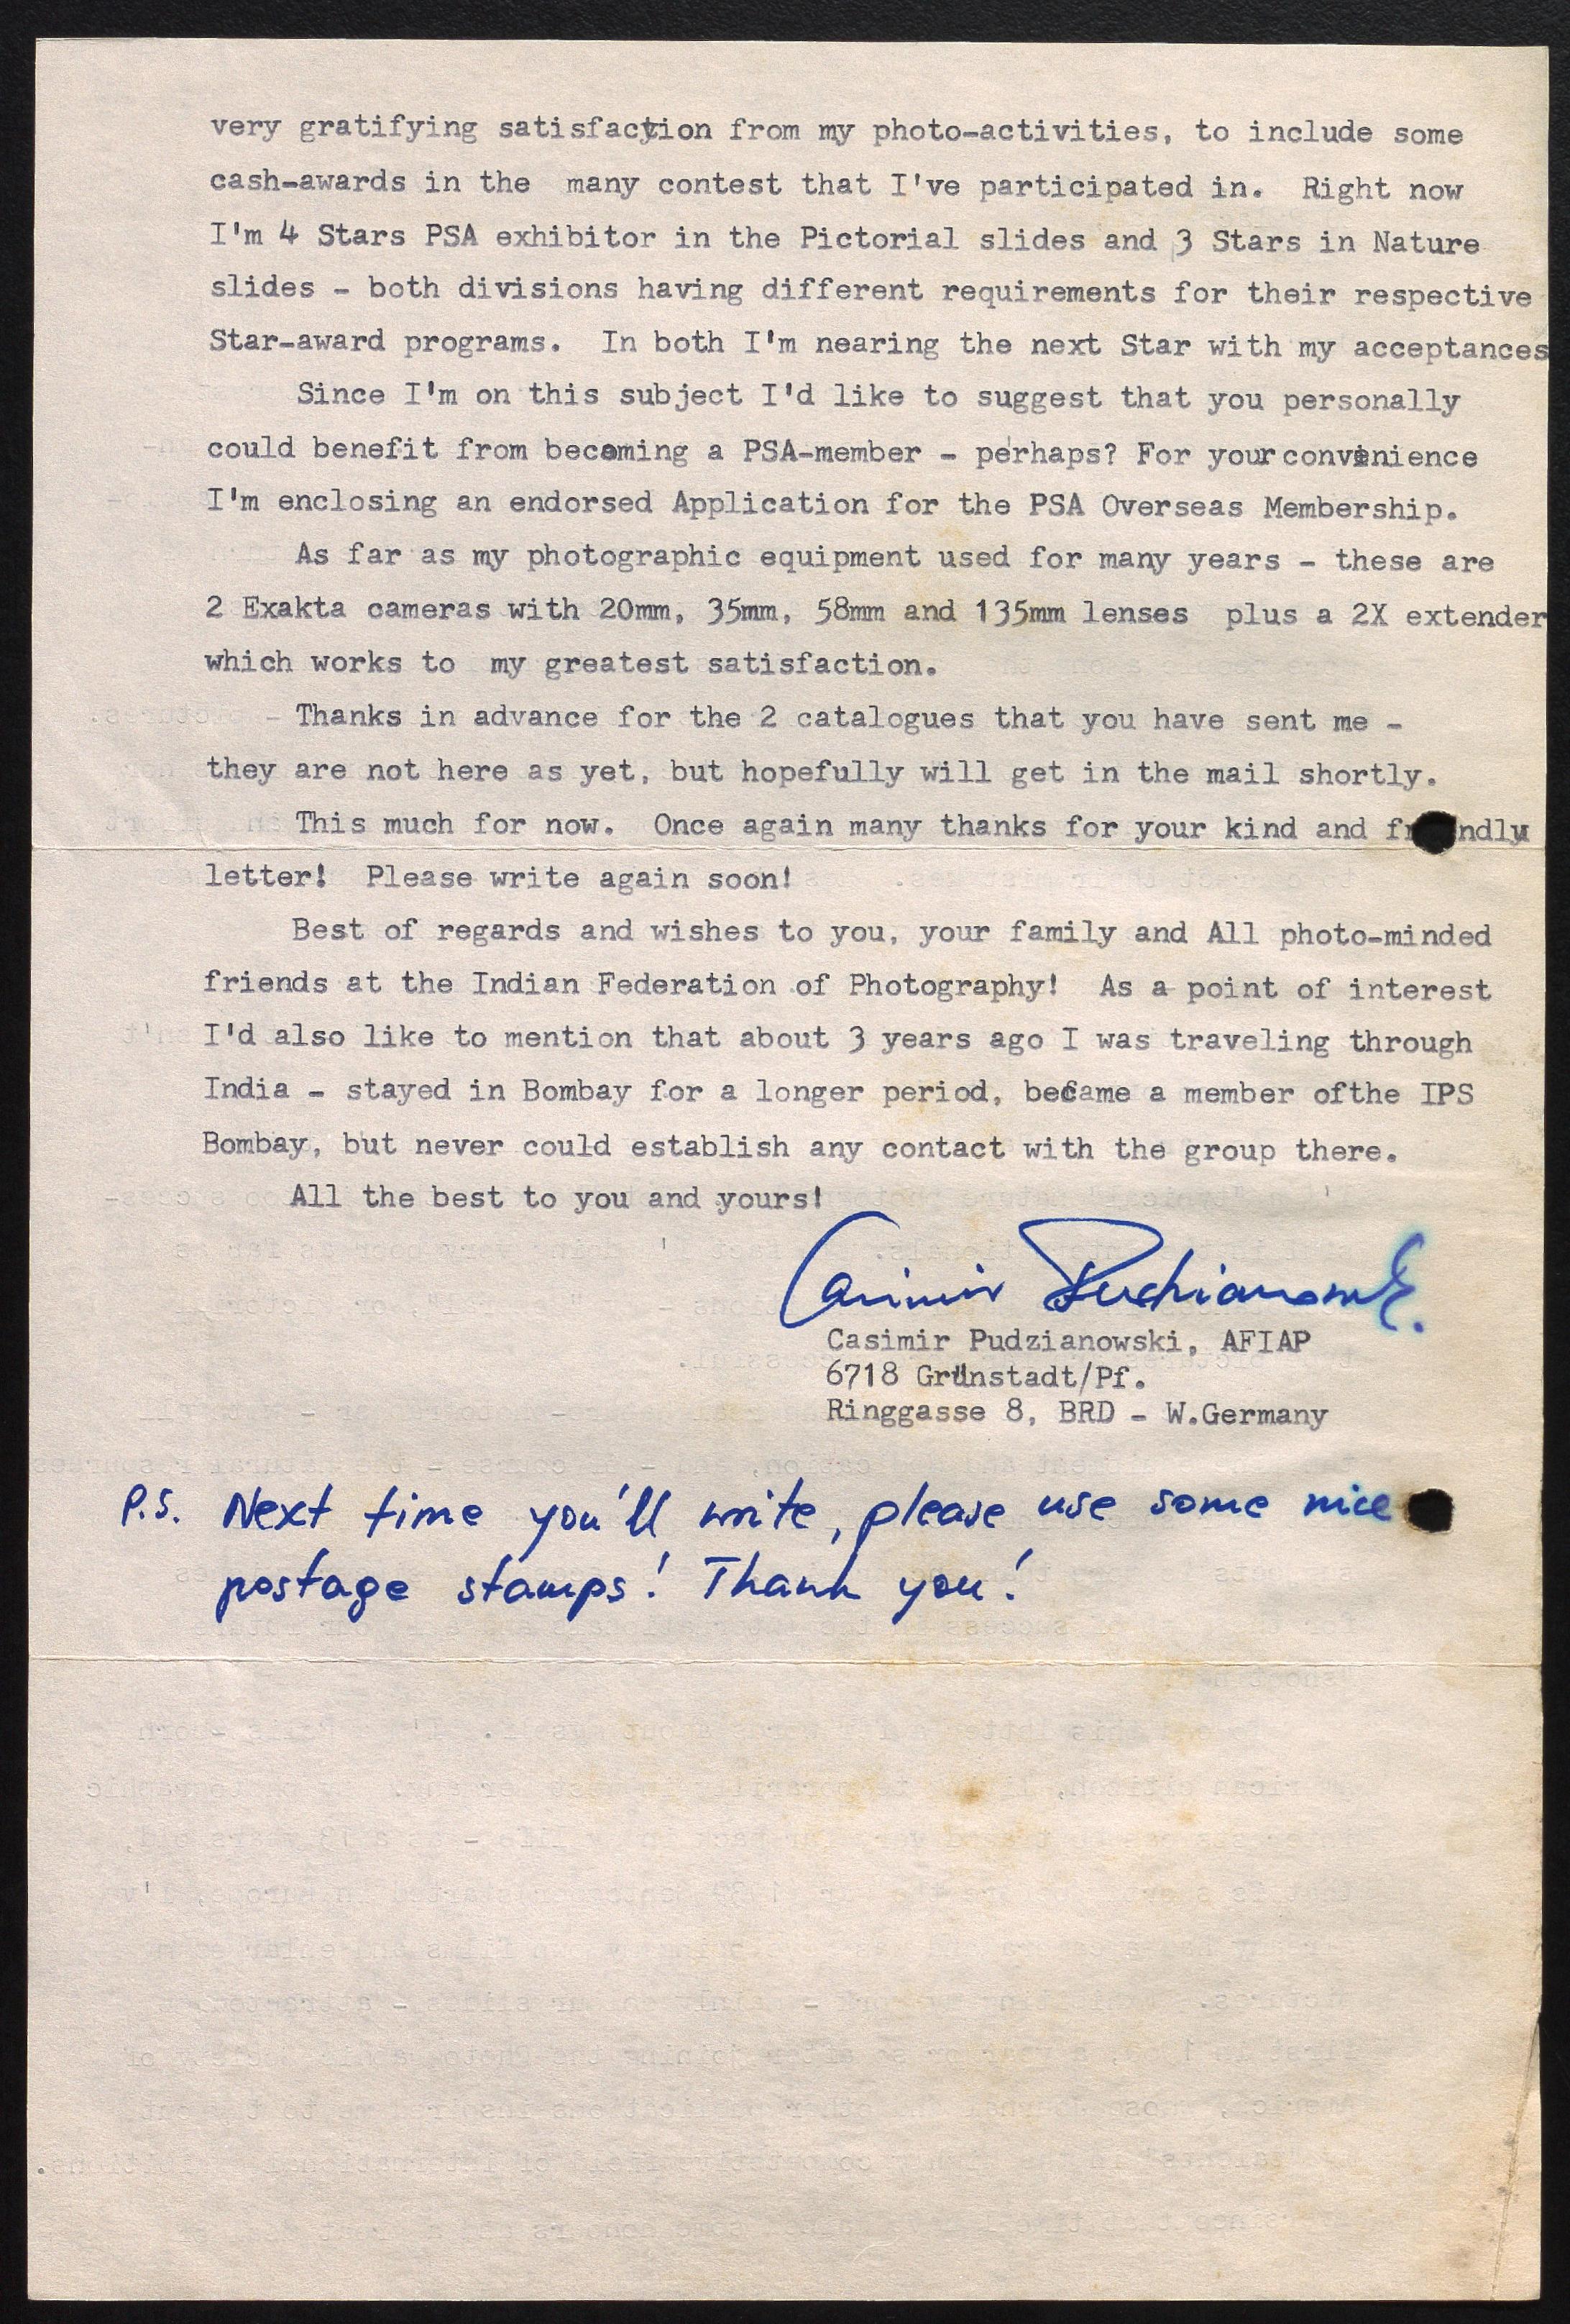 very gratifying satisfaction from my photo-activities, to include some
cash-awards in the many contest that I've participated in. Right now
I'm 4 Stars PSA exhibitor in the Pictorial slides and 3 Stars in Nature
slides - both divisions having different requirements for their respective
Star-award programs. In both I'm nearing the next Star with my acceptances
Since I'm on this subject I'd like to suggest that you personally
could benefit from becoming a PSA-member - perhaps? For your convenience
I'm enclosing an endorsed Application for the PSA Overseas Membership.
As far as my photographic equipment used for many years - these are
2 Exakta cameras with 20mm, 35mm, 58mm and 135mm lenses plus a 2X extender
which works to my greatest satisfaction.
Thanks in advance for the 2 catalogues that you have sent me -
they are not here as yet, but hopefully will get in the mail shortly.
This much for now. Once again many thanks for your kind and fr ndly
letter! Please write again soon!
Best of regards and wishes to you, your family and All photo-minded
friends at the Indian Federation of Photography! As a point of interest
I'd also like to mention that about 3 years ago I was traveling through
India - stayed in Bombay for a longer period, became a member ofthe IPS
Bombay, but never could establish any contact with the group there.
All the best to you and yours!
Casimir Pudzianowski.
Casimir Pudzianowski, AFIAP
6718 Grünstadt/Pf.
Ringgasse 8, BRD - W.Germany
P.S. Next time you'll write, please use some nice
postage stamps! Thank you!